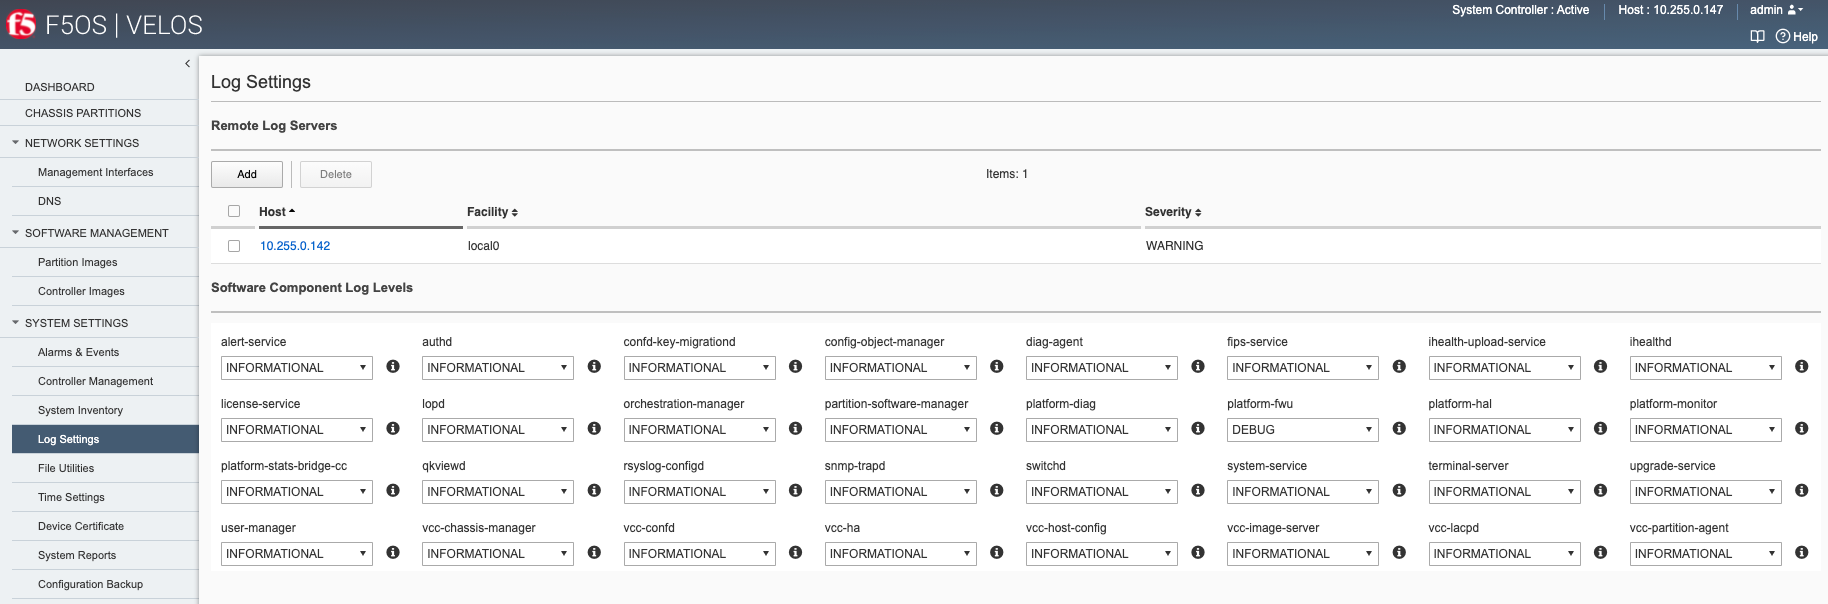 f5 F5OS | VELOS
System Controller : Active Host : 10.255.0.147 admin
Help
DASHBOARD
CHASSIS PARTITIONS
NETWORK SETTINGS
Management Interfaces
DNS
SOFTWARE MANAGEMENT
Partition Images
Controller Images
SYSTEM SETTINGS
Alarms & Events
Controller Management
System Inventory
Log Settings
File Utilities
Time Settings
Device Certificate
System Reports
Configuration Backup
Log Settings
Remote Log Servers
Add Delete Items: 1
Host Facility Severity
10.255.0.142 local0 WARNING
Software Component Log Levels
alert-service authd confd-key-migrationd config-object-manager diag-agent fips-service ihealth-upload-service ihealthd
INFORMATIONAL INFORMATIONAL INFORMATIONAL INFORMATIONAL INFORMATIONAL INFORMATIONAL INFORMATIONAL INFORMATIONAL
license-service lopd orchestration-manager partition-software-manager platform-diag platform-fwu platform-hal platform-monitor
INFORMATIONAL INFORMATIONAL INFORMATIONAL INFORMATIONAL INFORMATIONAL DEBUG INFORMATIONAL INFORMATIONAL
platform-stats-bridge-cc qkviewd rsyslog-configd snmp-trapd switchd system-service terminal-server upgrade-service
INFORMATIONAL INFORMATIONAL INFORMATIONAL INFORMATIONAL INFORMATIONAL INFORMATIONAL INFORMATIONAL INFORMATIONAL
user-manager vcc-chassis-manager vcc-confd vcc-ha vcc-host-config vcc-image-server vcc-lacpd vcc-partition-agent
INFORMATIONAL INFORMATIONAL INFORMATIONAL INFORMATIONAL INFORMATIONAL INFORMATIONAL INFORMATIONAL INFORMATIONAL